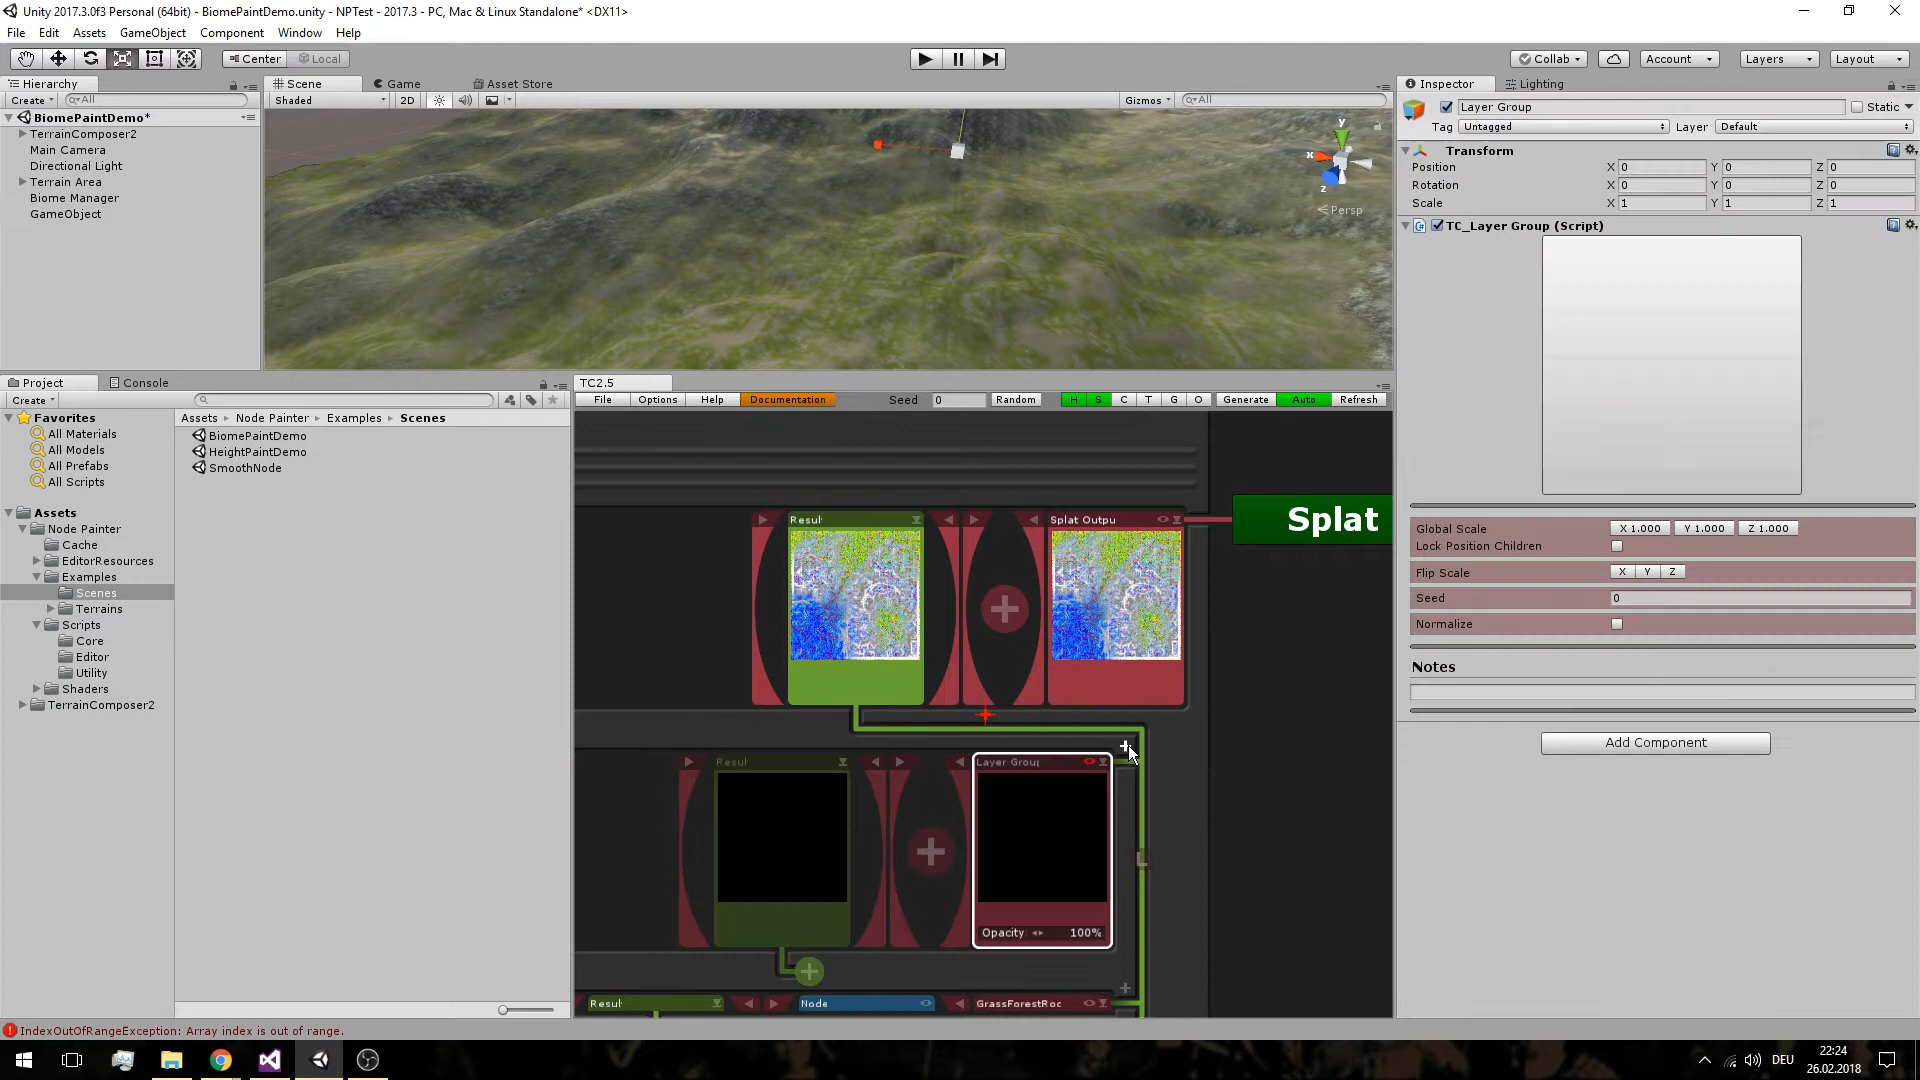 Unity 2017.3.0f3 Personal (64bit) - BiomePaintDemo.unity - NPTest - 2017.3 - PC, Mac & Linux Standalone* <DX11>
File Edit Assets GameObject Component Window Help
Center Local Collab Account Layers Layout
Hierarchy
Create All
BiomePaintDemo*
TerrainComposer2
Main Camera
Directional Light
Terrain Area
Biome Manager
GameObject
Scene Game Asset Store
Shaded 2D Gizmos All
y
x
z
Persp
Inspector Lighting
Layer Group Static
Tag Untagged Layer Default
Transform
Position X 0 Y 0 Z 0
Rotation X 0 Y 0 Z 0
Scale X 1 Y 1 Z 1
TC_Layer Group (Script)
Global Scale X 1.000 Y 1.000 Z 1.000
Lock Position Children
Flip Scale X Y Z
Seed 0
Normalize
Notes
Add Component
Project Console
Create
Favorites
All Materials
All Models
All Prefabs
All Scripts
Assets
Node Painter
Cache
EditorResources
Examples
Scenes
Terrains
Scripts
Core
Editor
Utility
Shaders
TerrainComposer2
Assets Node Painter Examples Scenes
BiomePaintDemo
HeightPaintDemo
SmoothNode
TC2.5
File Options Help Documentation Seed 0 Random H S C T G O Generate Auto Refresh
Resul Splat Outpu
Splat
Resul Layer Grou
L
Opacity 100%
Resul Node GrassForestRoc
IndexOutOfRangeException: Array index is out of range.
DEU
22:24
26.02.2018